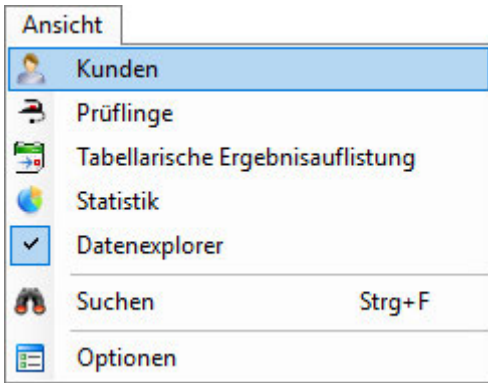 Ansicht
Kunden
Prüflinge
Tabellarische Ergebnisauflistung
Statistik
Datenexplorer
Suchen Strg+F
Optionen